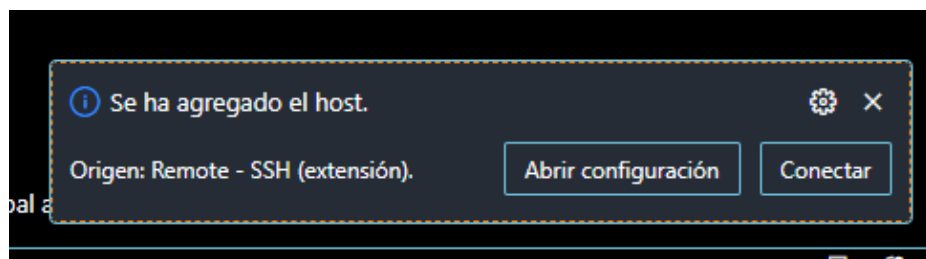 Se ha agregado el host.
Origen: Remote - SSH (extensión).
Abrir configuración
Conectar